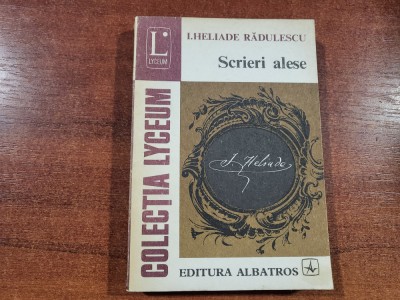 L
LYCEUM
I.HELIADE RĂDULESCU
Scrieri alese
COLECȚIA LYCEUM
I. Heliade
EDITURA ALBATROS